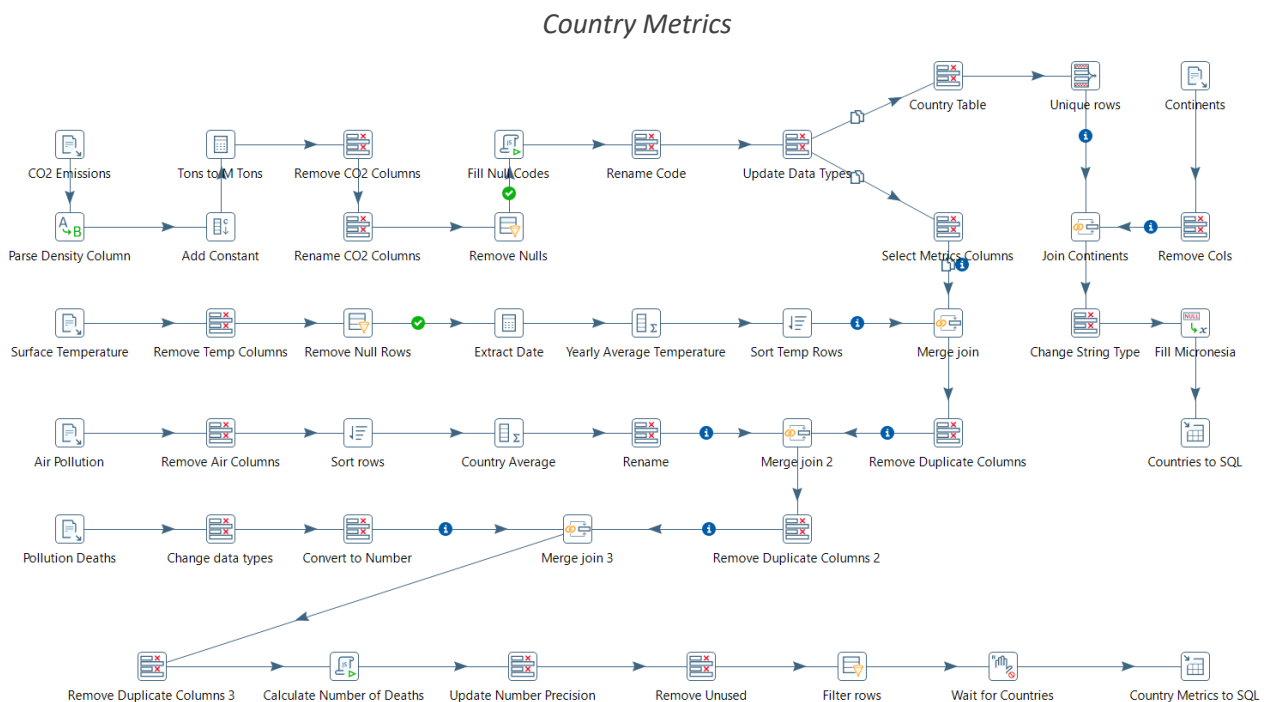 Country Metrics
Country Table
Unique rows
Continents
CO2 Emissions
Tons to M Tons
Remove CO2 Columns
Fill Null Codes
Rename Code
Update Data Types
Parse Density Column
Add Constant
Rename CO2 Columns
Remove Nulls
Select Metrics Columns
Join Continents
Remove Cols
Surface Temperature
Remove Temp Columns
Remove Null Rows
Extract Date
Yearly Average Temperature
Sort Temp Rows
Merge join
Change String Type
Fill Micronesia
Air Pollution
Remove Air Columns
Sort rows
Country Average
Rename
Merge join 2
Remove Duplicate Columns
Countries to SQL
Pollution Deaths
Change data types
Convert to Number
Merge join 3
Remove Duplicate Columns 2
Remove Duplicate Columns 3
Calculate Number of Deaths
Update Number Precision
Remove Unused
Filter rows
Wait for Countries
Country Metrics to SQL